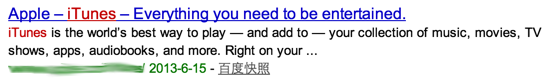 Apple – iTunes – Everything you need to be entertained.
iTunes is the world’s best way to play — and add to — your collection of music, movies, TV
shows, apps, audiobooks, and more. Right on your ...
/ 2013-6-15 - 百度快照